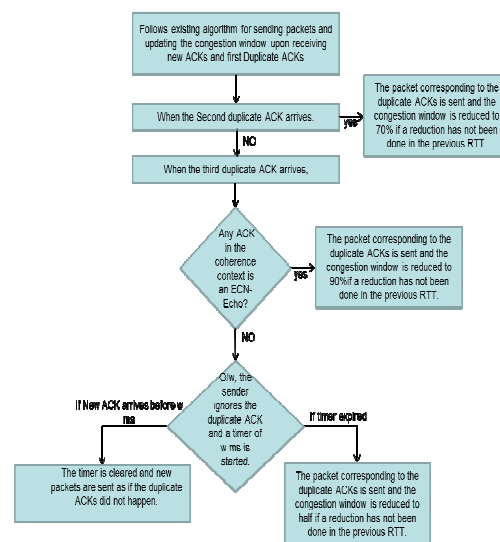 Follows existing algorithm for sending packets and
updating the congestion window upon receiving
new ACKs and first Duplicate ACKs
When the Second duplicate ACK arrives.
yes
The packet corresponding to the
duplicate ACKs is sent and the
congestion window is reduced to
70% if a reduction has not been
done in the previous RTT.
NO
When the third duplicate ACK arrives,
Any ACK
in the
coherence
context is
an ECN-
Echo?
yes
The packet corresponding to the
duplicate ACKs is sent and the
congestion window is reduced to
90%if a reduction has not been
done in the previous RTT.
NO
O/w, the
sender
ignores the
duplicate ACK
and a timer of
w ms is
started.
If New ACK arrives before w
ms
If timer expired
The timer is cleared and new
packets are sent as if the duplicate
ACKs did not happen.
The packet corresponding to the
duplicate ACKs is sent and the
congestion window is reduced to
half if a reduction has not been
done in the previous RTT.